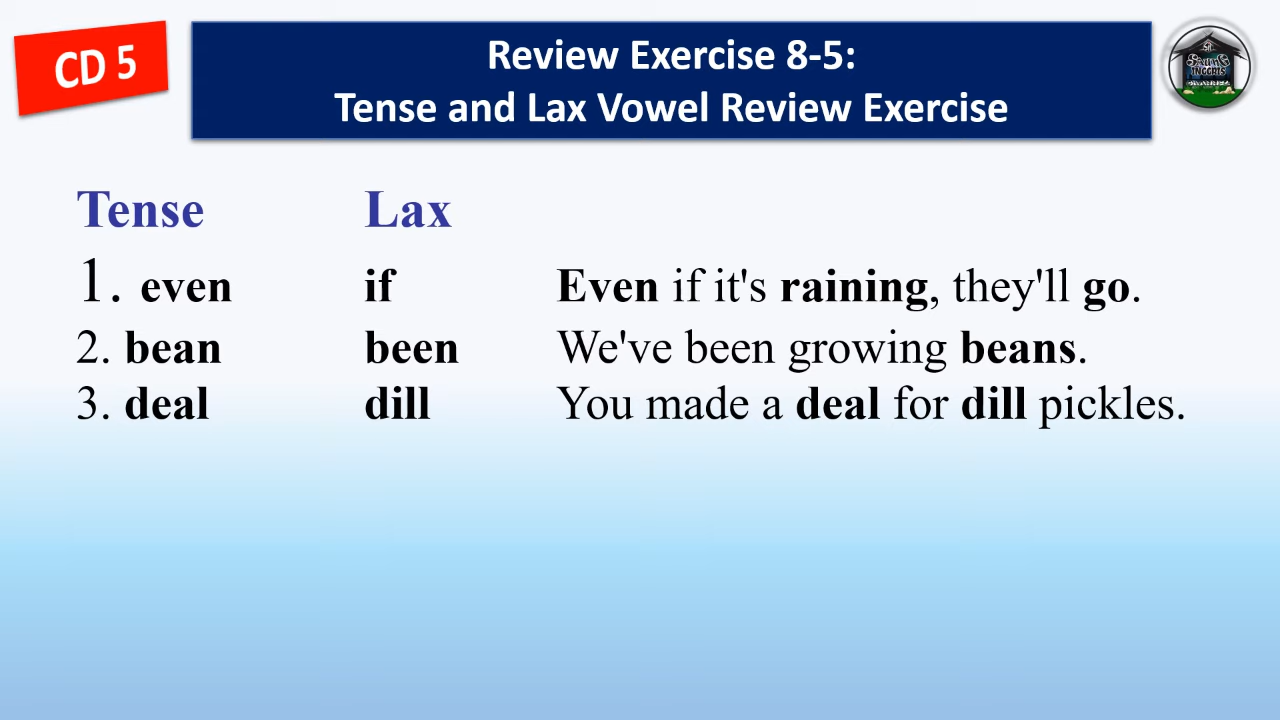 CD 5
Review Exercise 8-5:
Tense and Lax Vowel Review Exercise
Tense Lax
1. even if Even if it's raining, they'll go.
2. bean been We've been growing beans.
3. deal dill You made a deal for dill pickles.
INGGRIS